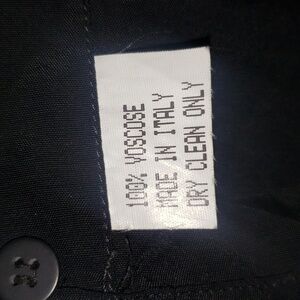 100% VOSCOSE
MADE IN ITALY
DRY CLEAN ONLY